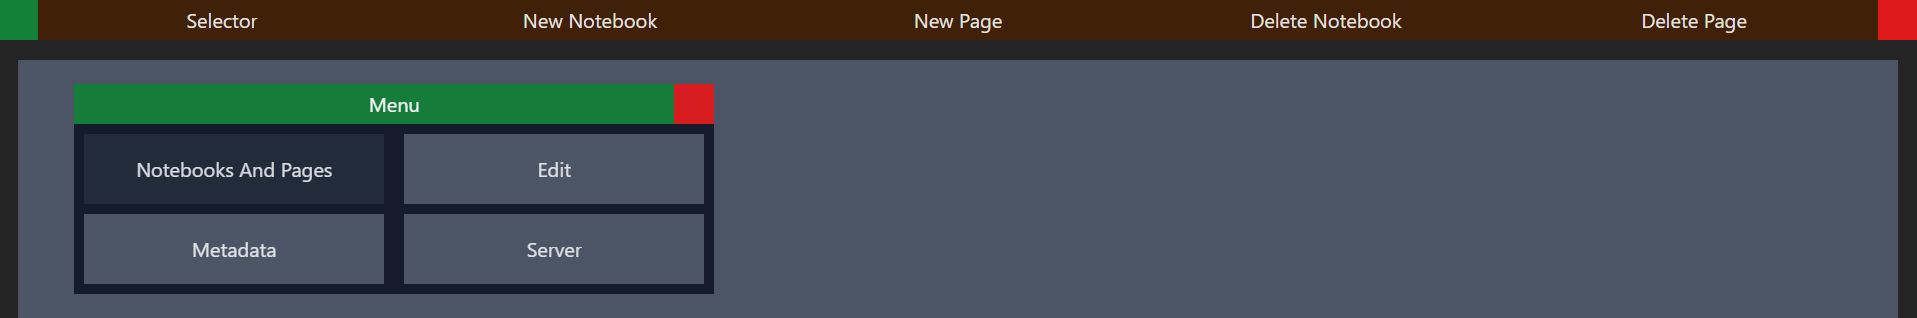 Selector New Notebook New Page Delete Notebook Delete Page
Menu
Notebooks And Pages Edit
Metadata Server